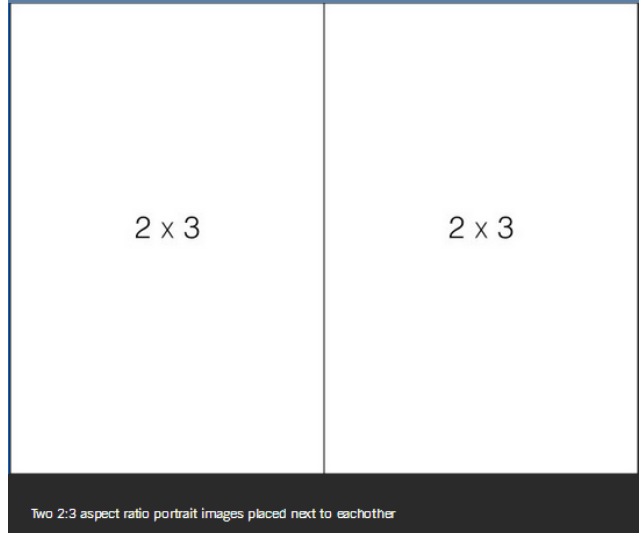 2 x 3
2 x 3
Two 2:3 aspect ratio portrait images placed next to eachother